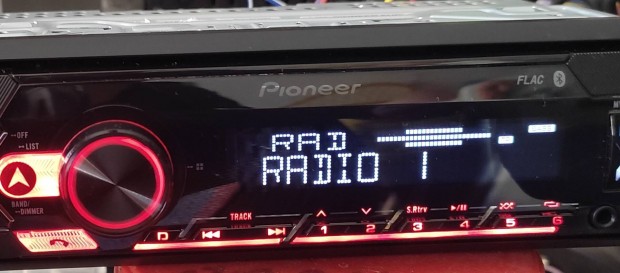 Pioneer
FLAC
OFF
LIST
RAD
RADIO 1
BAND/
DIMMER
TRACK
S.Rtrv
D
1
2
3
4
5
6